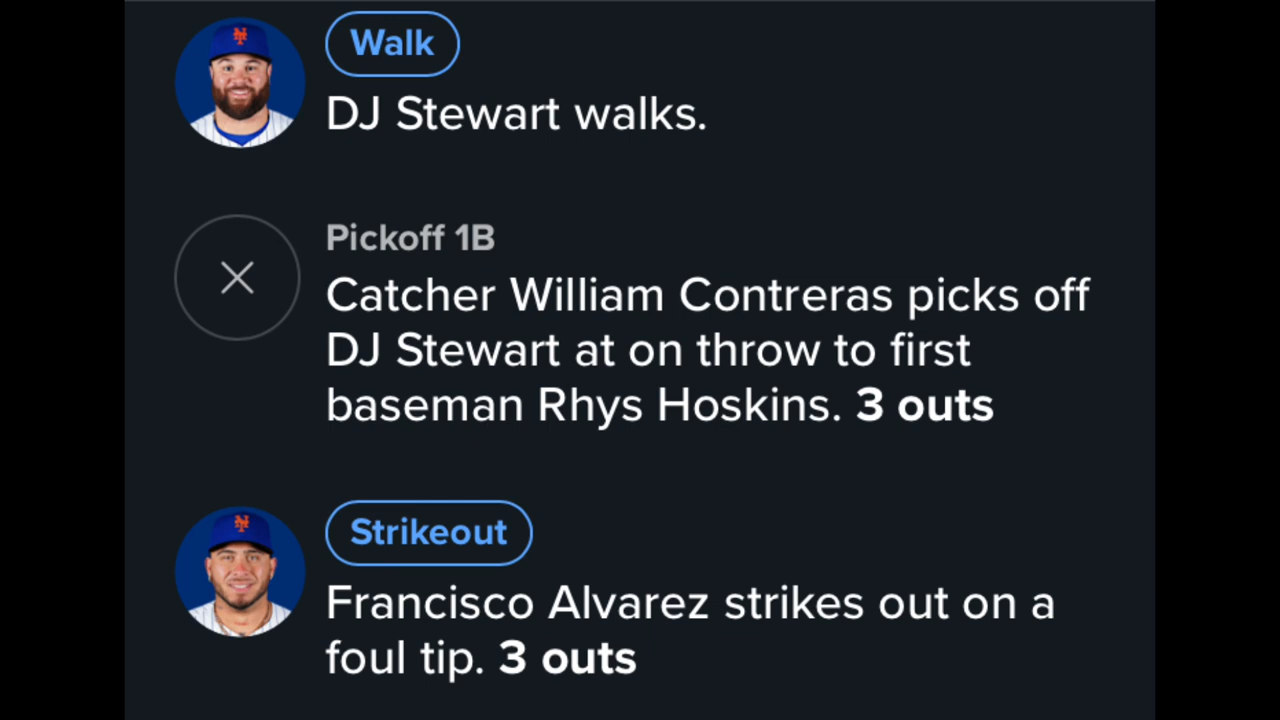 Walk
DJ Stewart walks.
Pickoff 1B
Catcher William Contreras picks off
DJ Stewart at on throw to first
baseman Rhys Hoskins. 3 outs
Strikeout
Francisco Alvarez strikes out on a
foul tip. 3 outs